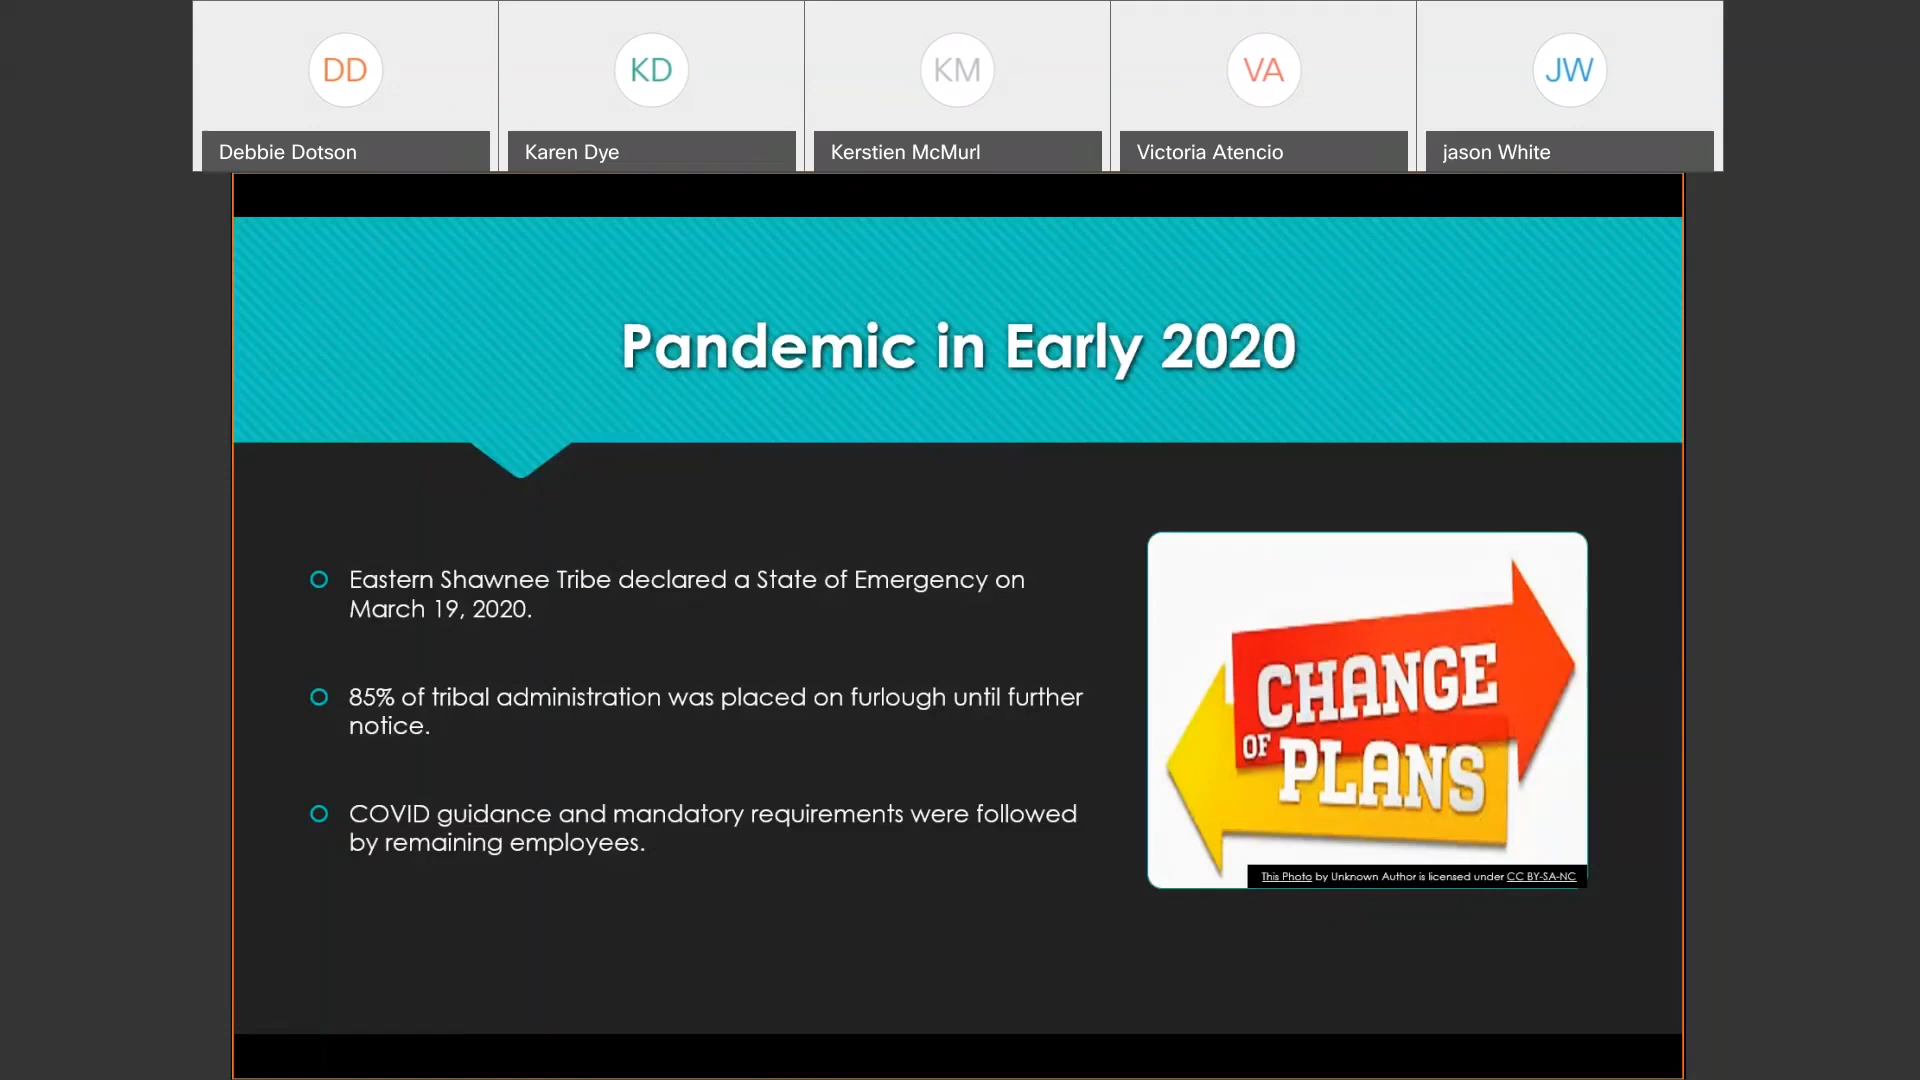 DD
KD
KM
VA
JW
Debbie Dotson
Karen Dye
Kerstien McMurl
Victoria Atencio
jason White
Pandemic in Early 2020
Eastern Shawnee Tribe declared a State of Emergency on
March 19, 2020.
85% of tribal administration was placed on furlough until further
notice.
COVID guidance and mandatory requirements were followed
by remaining employees.
CHANGE
OF PLANS
This Photo by Unknown Author is licensed under CC BY-SA-NC